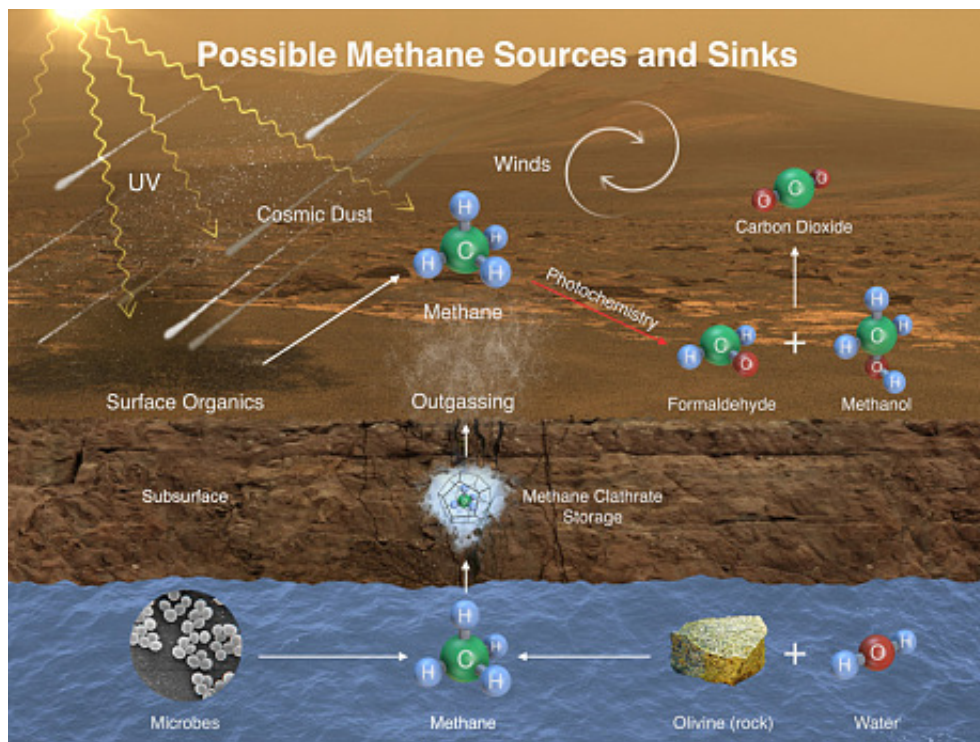 Possible Methane Sources and Sinks
UV
Winds
Cosmic Dust
H
H
C
H
H
O
C
O
Carbon Dioxide
Methane
Photochemistry
H
C
H
O
Formaldehyde
+
H
H
C
H
O
H
Methanol
Surface Organics
Outgassing
Subsurface
Methane Clathrate
Storage
H
H
C
H
H
+
H
O
H
Microbes
Methane
Olivine (rock)
Water